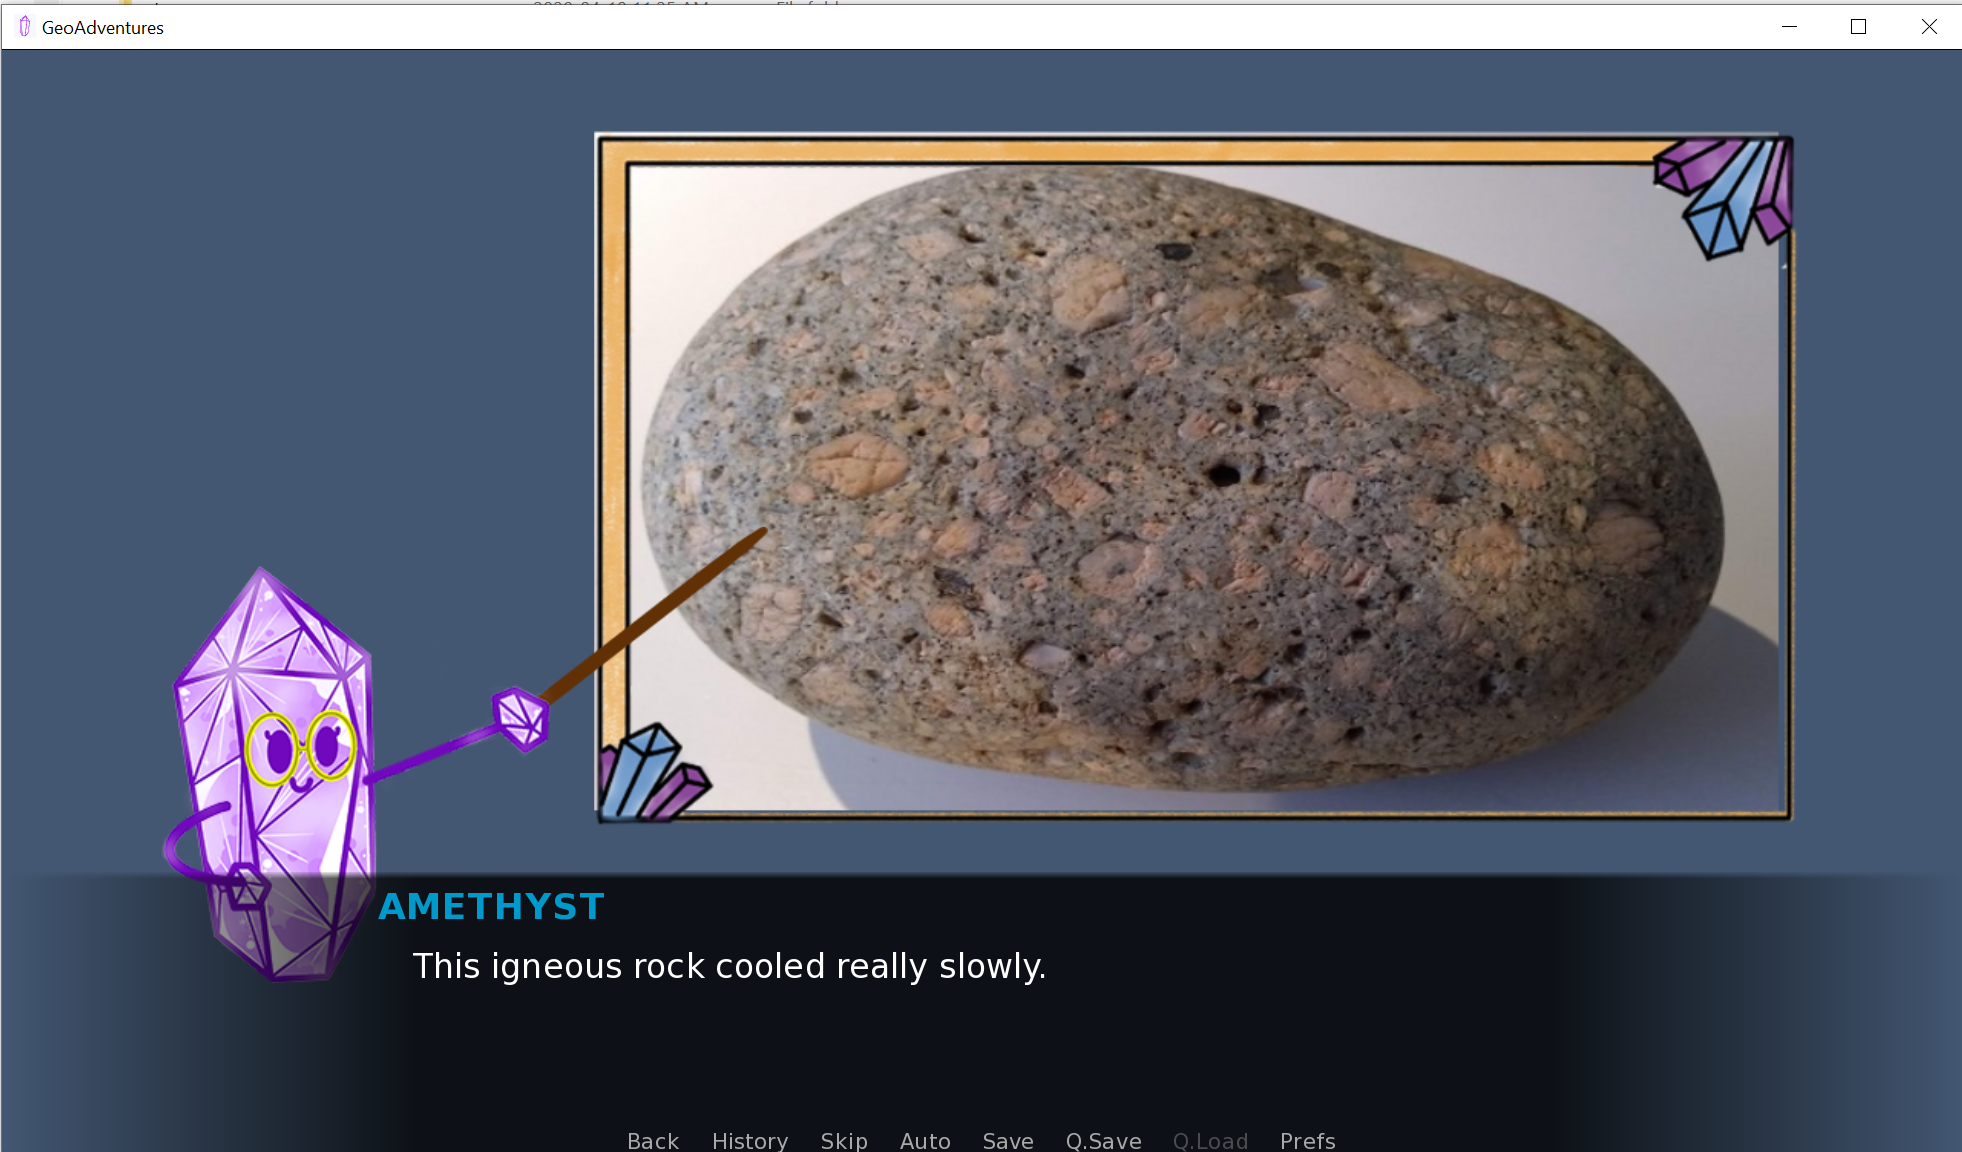 GeoAdventures
AMETHYST
This igneous rock cooled really slowly.
Back History Skip Auto Save Q.Save Q.Load Prefs